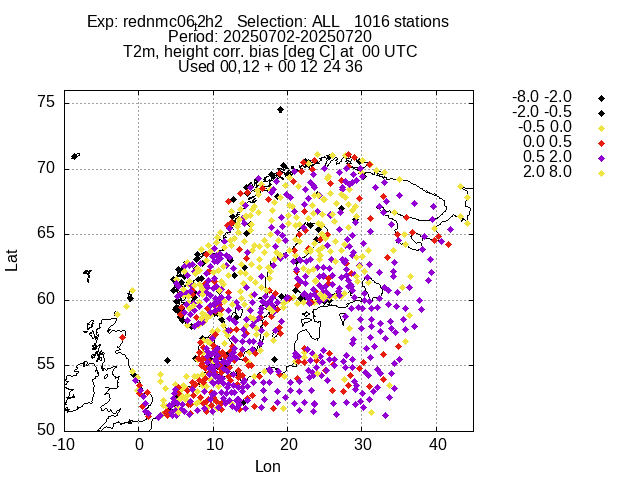 Exp: rednmc06,2h2 Selection: ALL 1016 stations
Period: 20250702-20250720
T2m, height corr. bias [deg C] at 00 UTC
Used 00,12 + 00 12 24 36
-8.0 -2.0
-2.0 -0.5
-0.5 0.0
0.0 0.5
0.5 2.0
2.0 8.0
75
70
65
60
55
50
Lat
-10 0 10 20 30 40
Lon